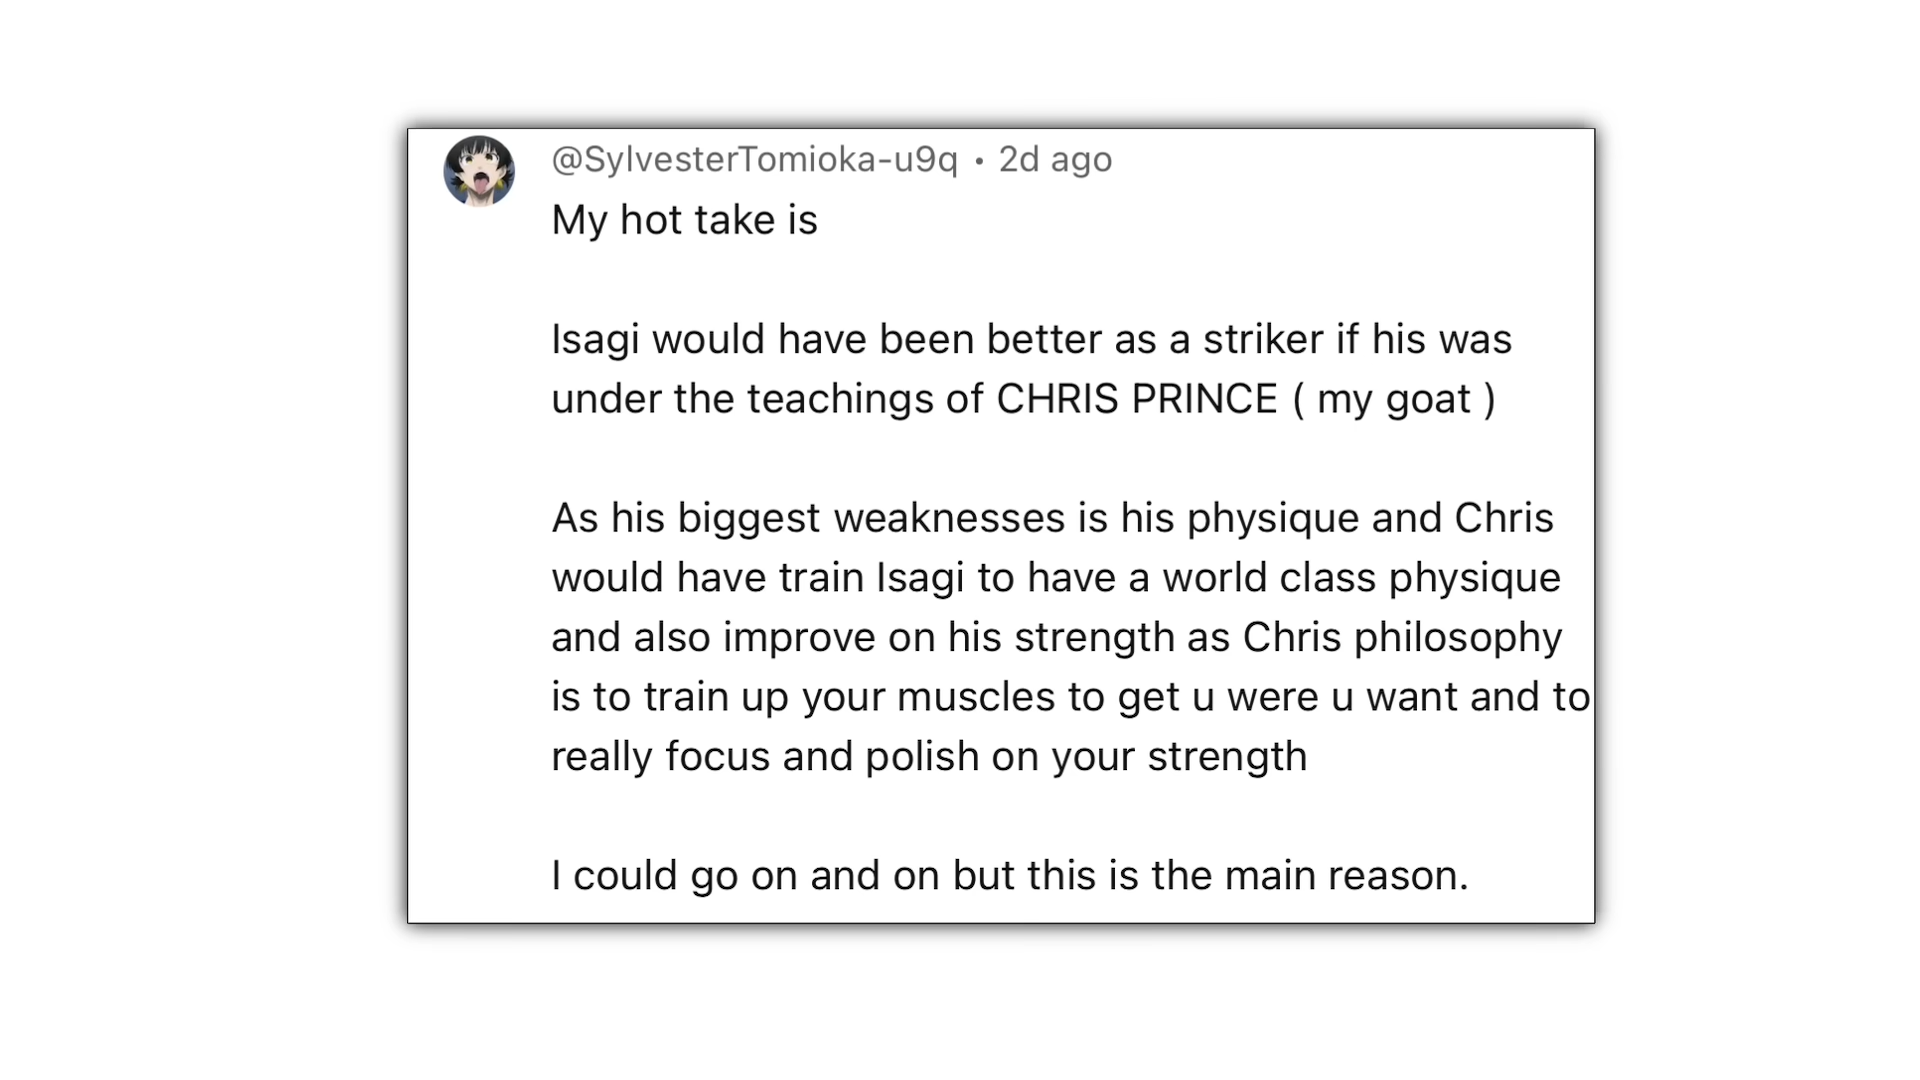 @SylvesterTomioka-u9q • 2d ago
My hot take is
Isagi would have been better as a striker if his was
under the teachings of CHRIS PRINCE ( my goat )
As his biggest weaknesses is his physique and Chris
would have train Isagi to have a world class physique
and also improve on his strength as Chris philosophy
is to train up your muscles to get u were u want and to
really focus and polish on your strength
I could go on and on but this is the main reason.